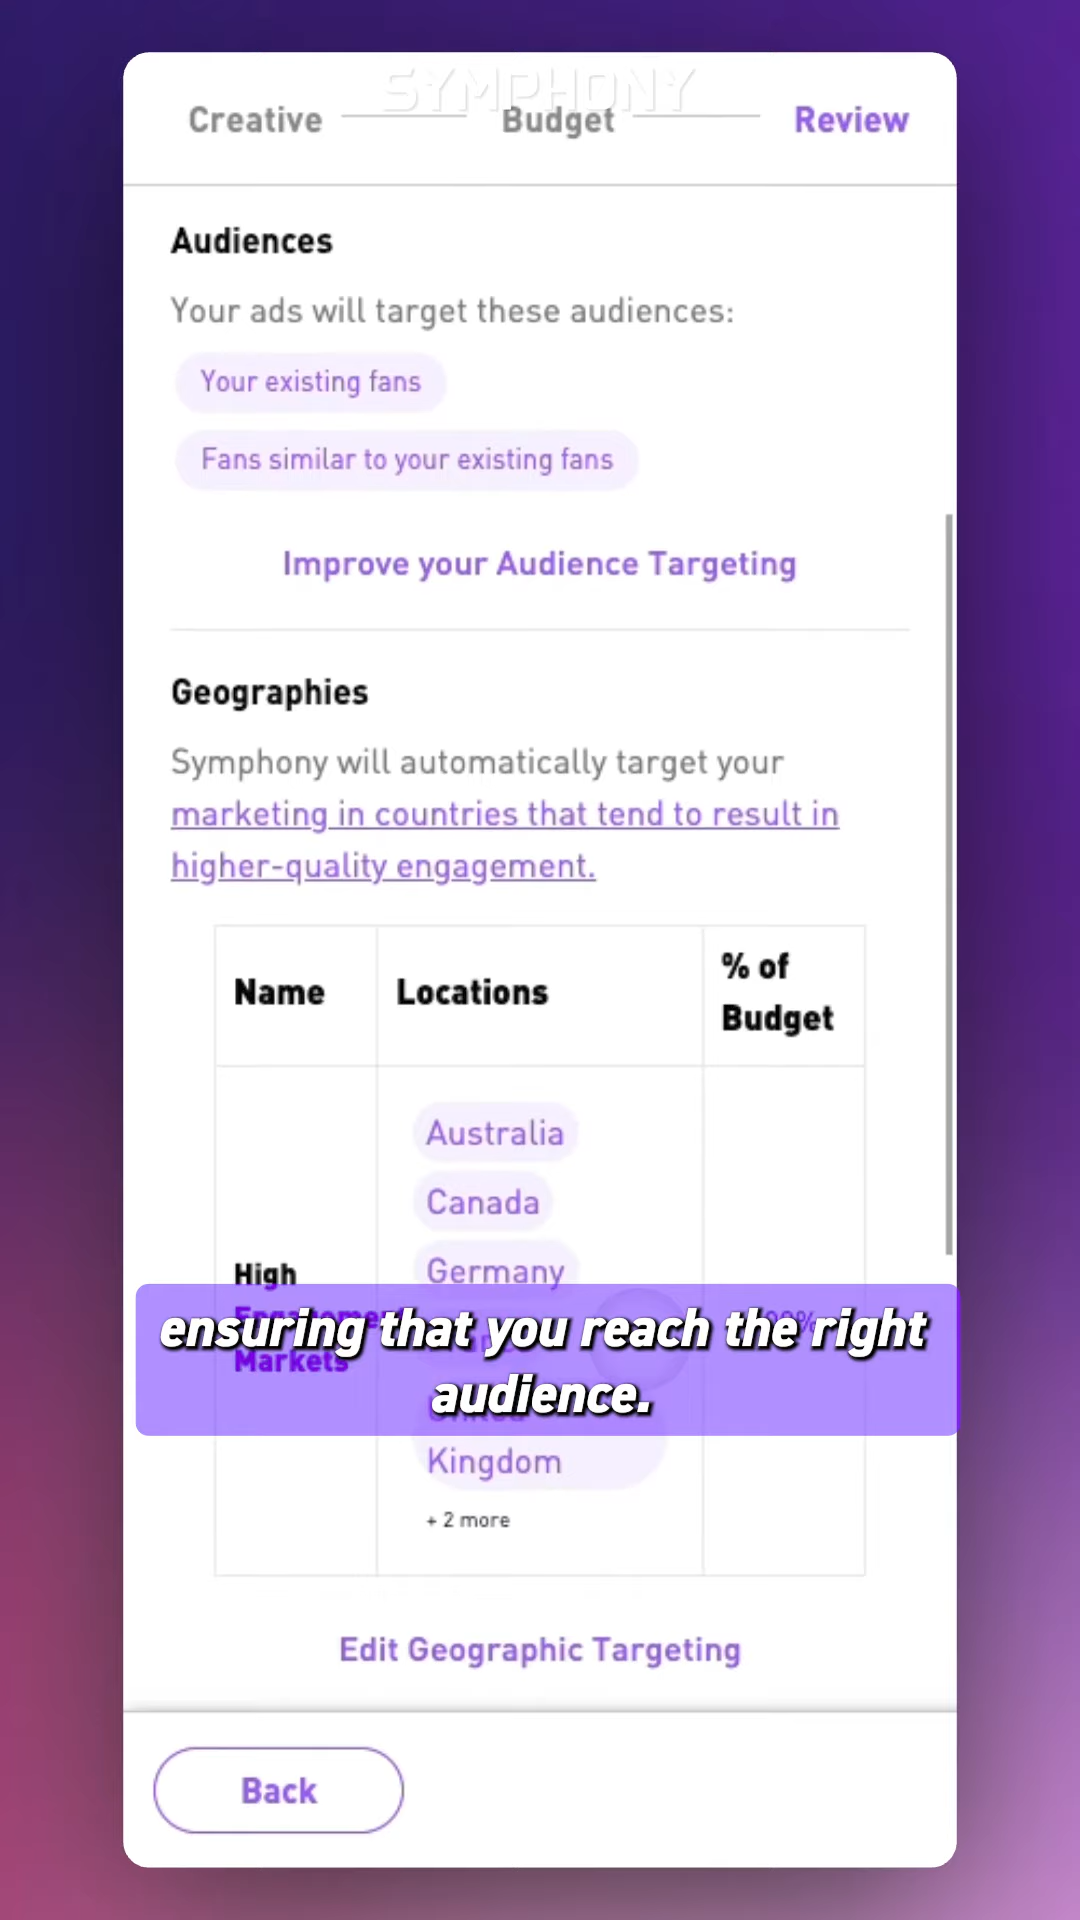 SYMPHONY
Creative
Budget
Review
Audiences
Your ads will target these audiences:
Your existing fans
Fans similar to your existing fans
Improve your Audience Targeting
Geographies
Symphony will automatically target your
marketing in countries that tend to result in
higher-quality engagement.
Name
Locations
% of
Budget
Australia
Canada
Germany
High
Engagement
Markets
ensuring that you reach the right
audience.
United
Kingdom
+ 2 more
Edit Geographic Targeting
Back